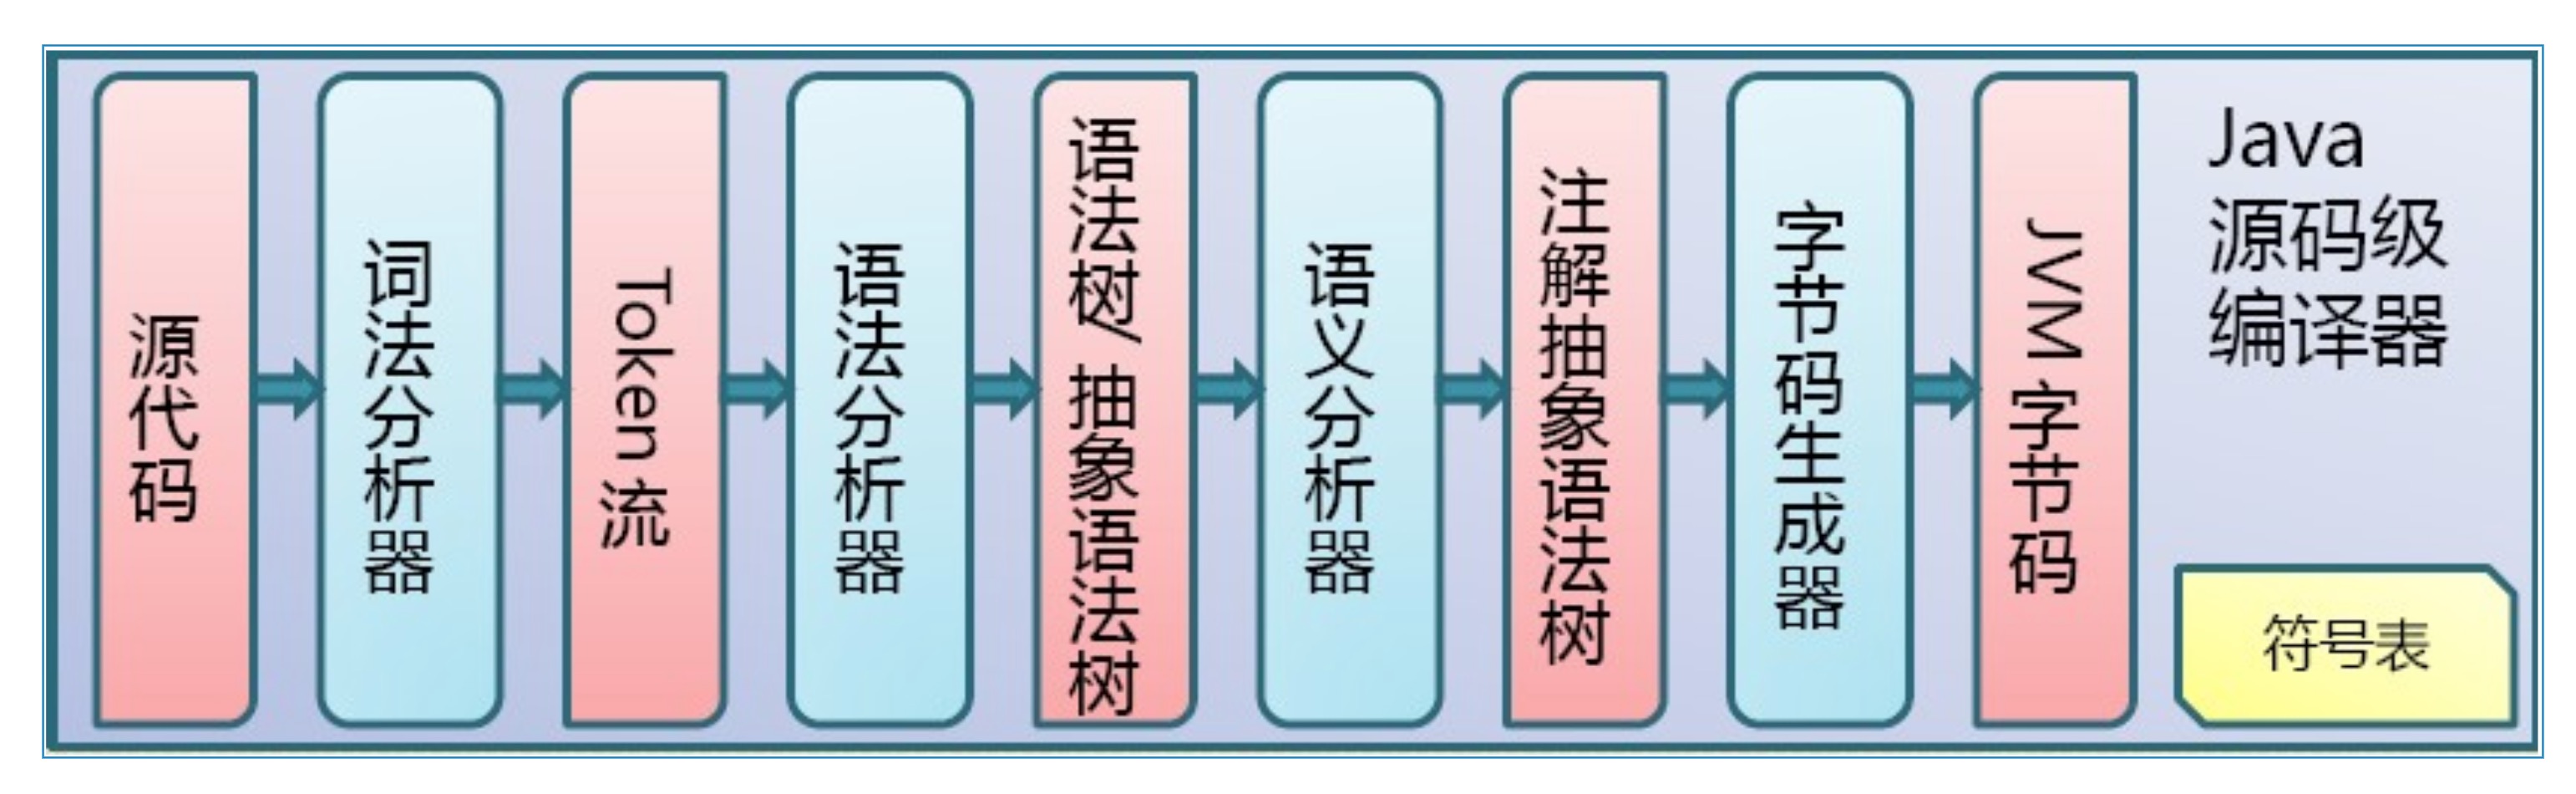 源代码
词法分析器
Token 流
语法分析器
语法树/ 抽象语法树
语义分析器
注解抽象语法树
字节码生成器
JVM 字节码
Java
源码级
编译器
符号表